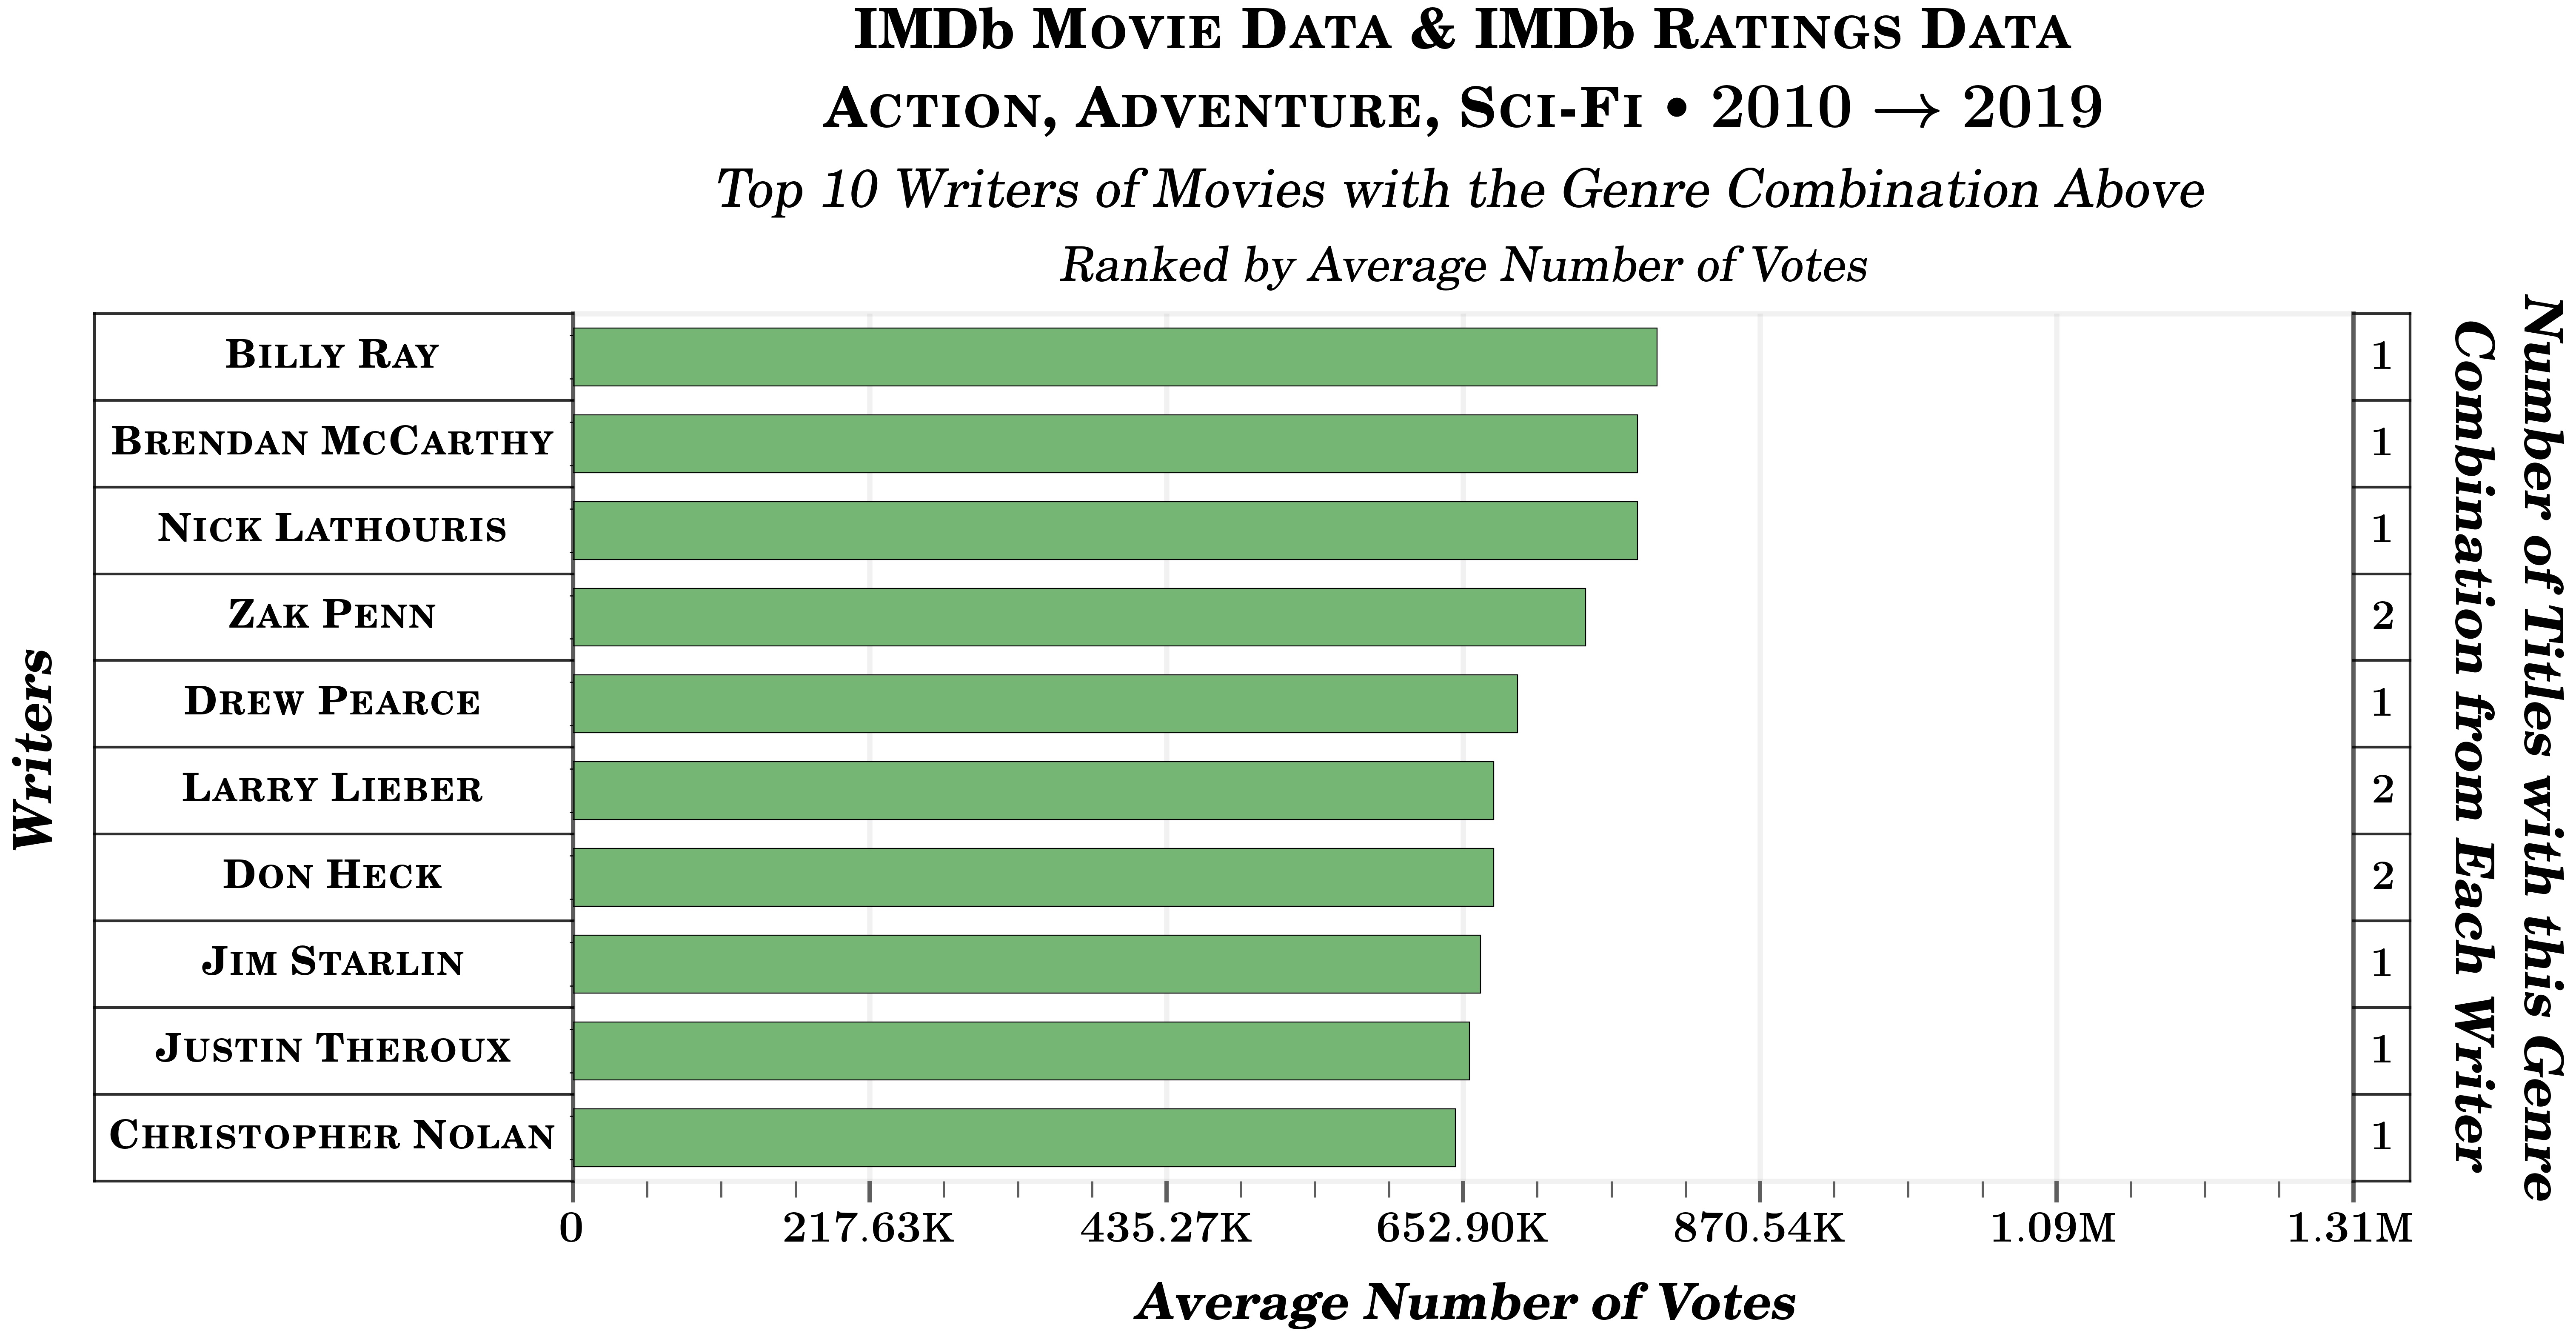 IMDb Movie Data & IMDb Ratings Data
Action, Adventure, Sci-Fi • 2010 → 2019
Top 10 Writers of Movies with the Genre Combination Above
Ranked by Average Number of Votes
Writers
Billy Ray 1
Brendan McCarthy 1
Nick Lathouris 1
Zak Penn 2
Drew Pearce 1
Larry Lieber 2
Don Heck 2
Jim Starlin 1
Justin Theroux 1
Christopher Nolan 1
Number of Titles with this Genre
Combination from Each Writer
0 217.63K 435.27K 652.90K 870.54K 1.09M 1.31M
Average Number of Votes